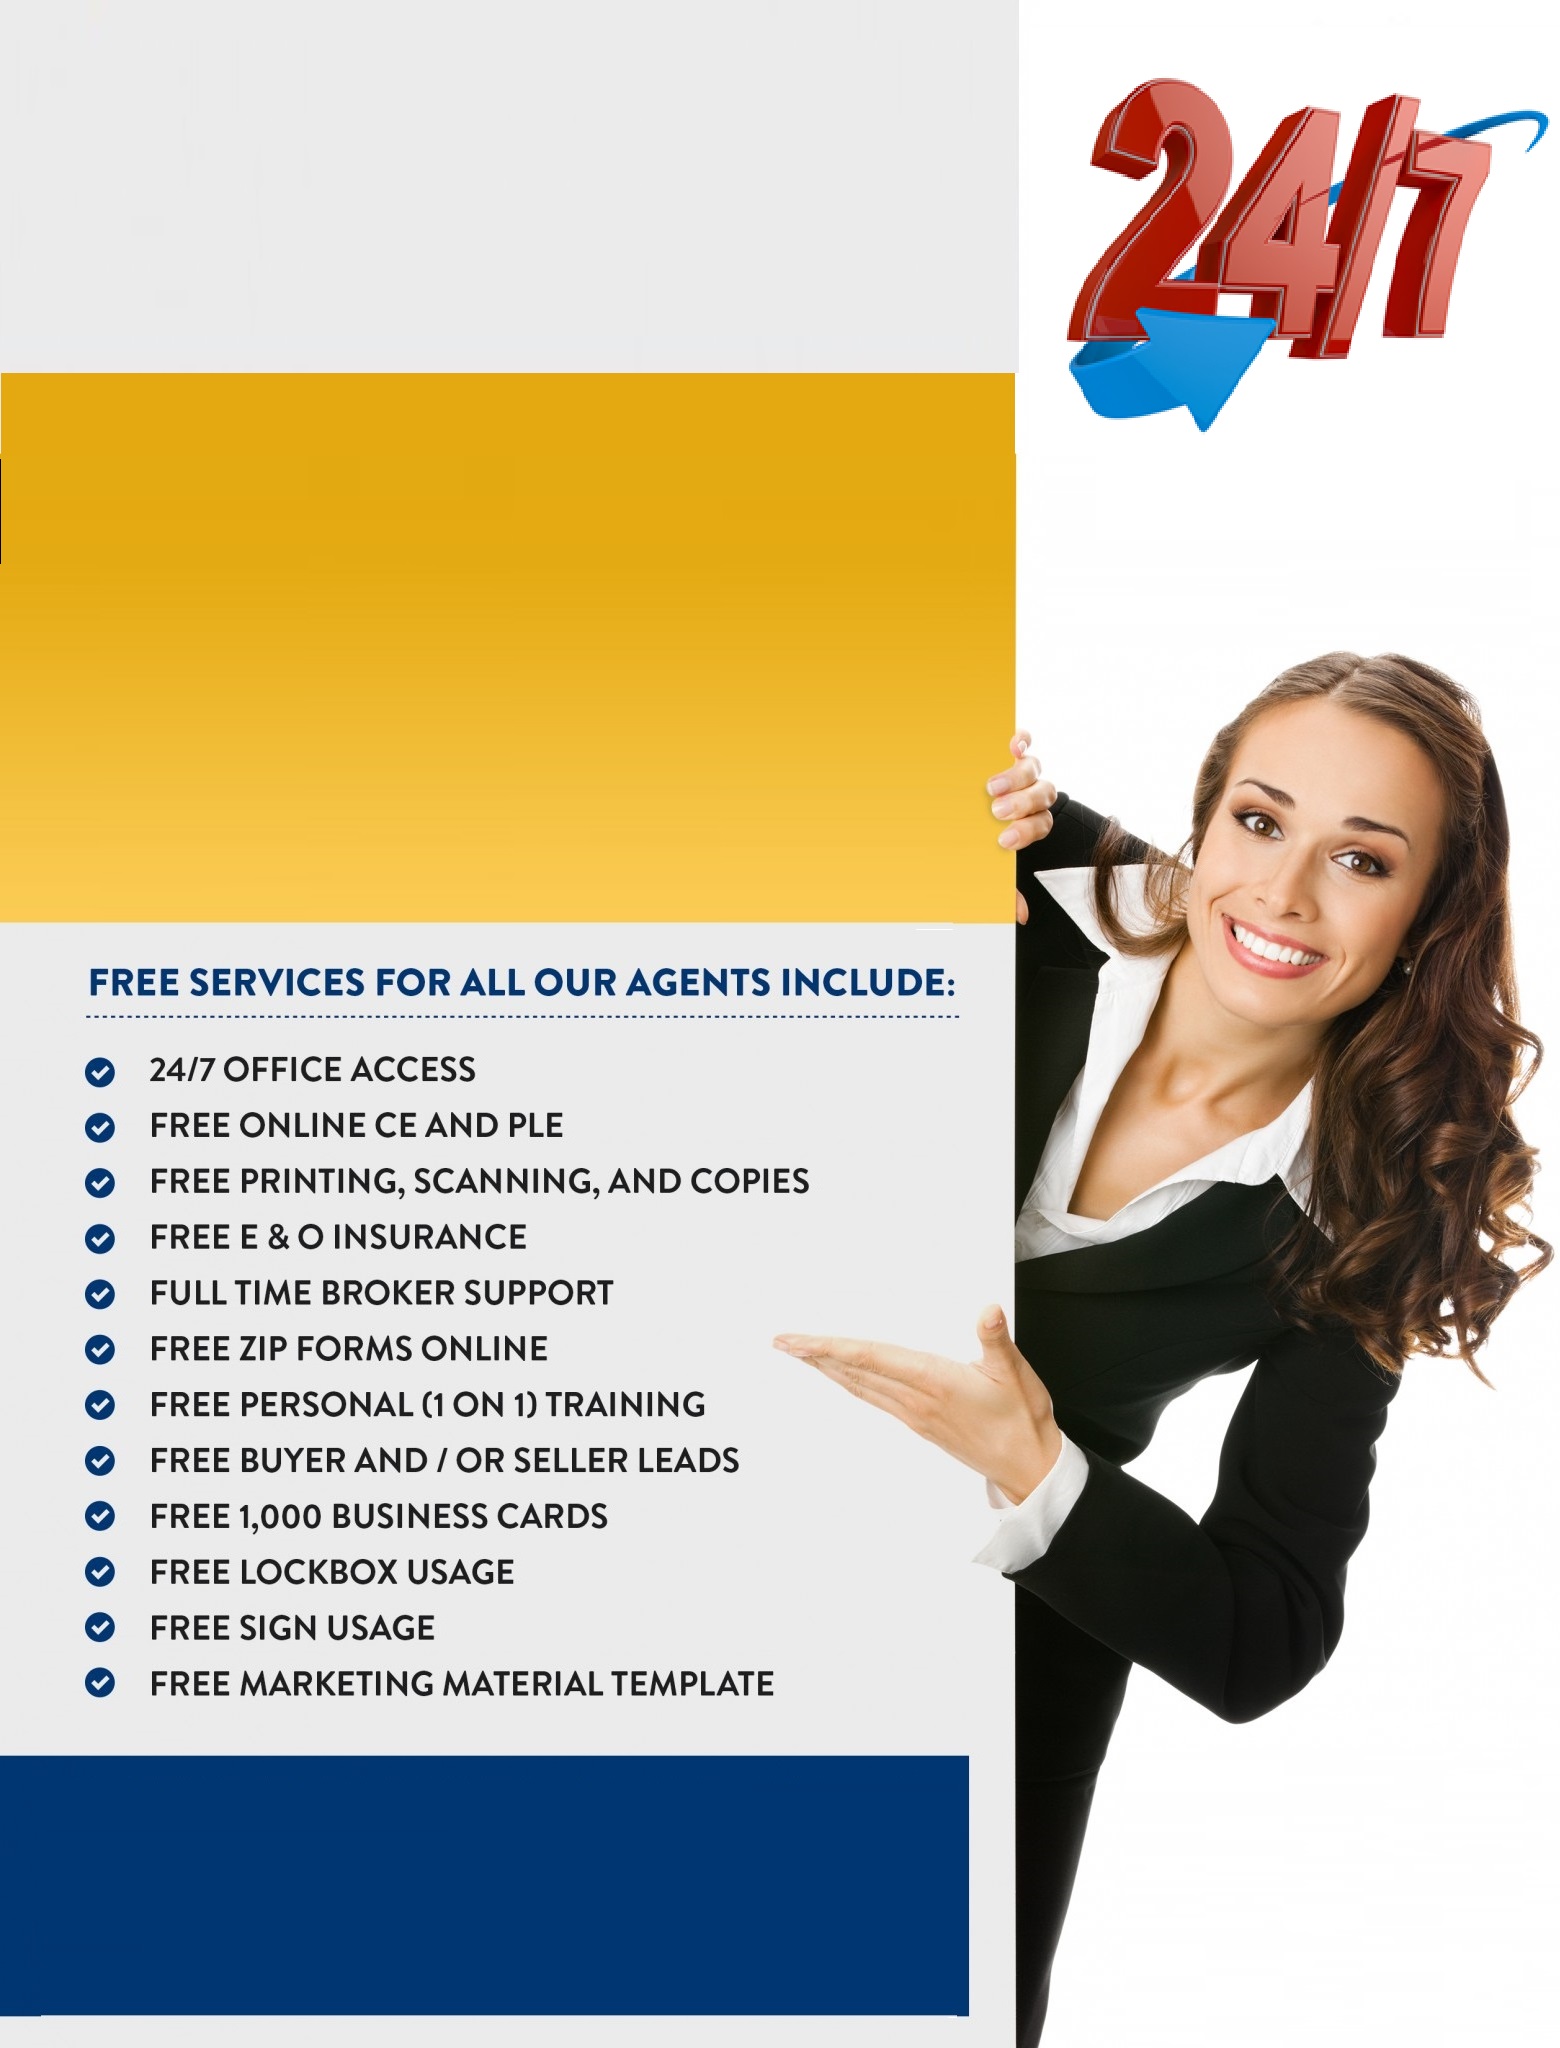 24/7
FREE SERVICES FOR ALL OUR AGENTS INCLUDE:
24/7 OFFICE ACCESS
FREE ONLINE CE AND PLE
FREE PRINTING, SCANNING, AND COPIES
FREE E & O INSURANCE
FULL TIME BROKER SUPPORT
FREE ZIP FORMS ONLINE
FREE PERSONAL (1 ON 1) TRAINING
FREE BUYER AND / OR SELLER LEADS
FREE 1,000 BUSINESS CARDS
FREE LOCKBOX USAGE
FREE SIGN USAGE
FREE MARKETING MATERIAL TEMPLATE